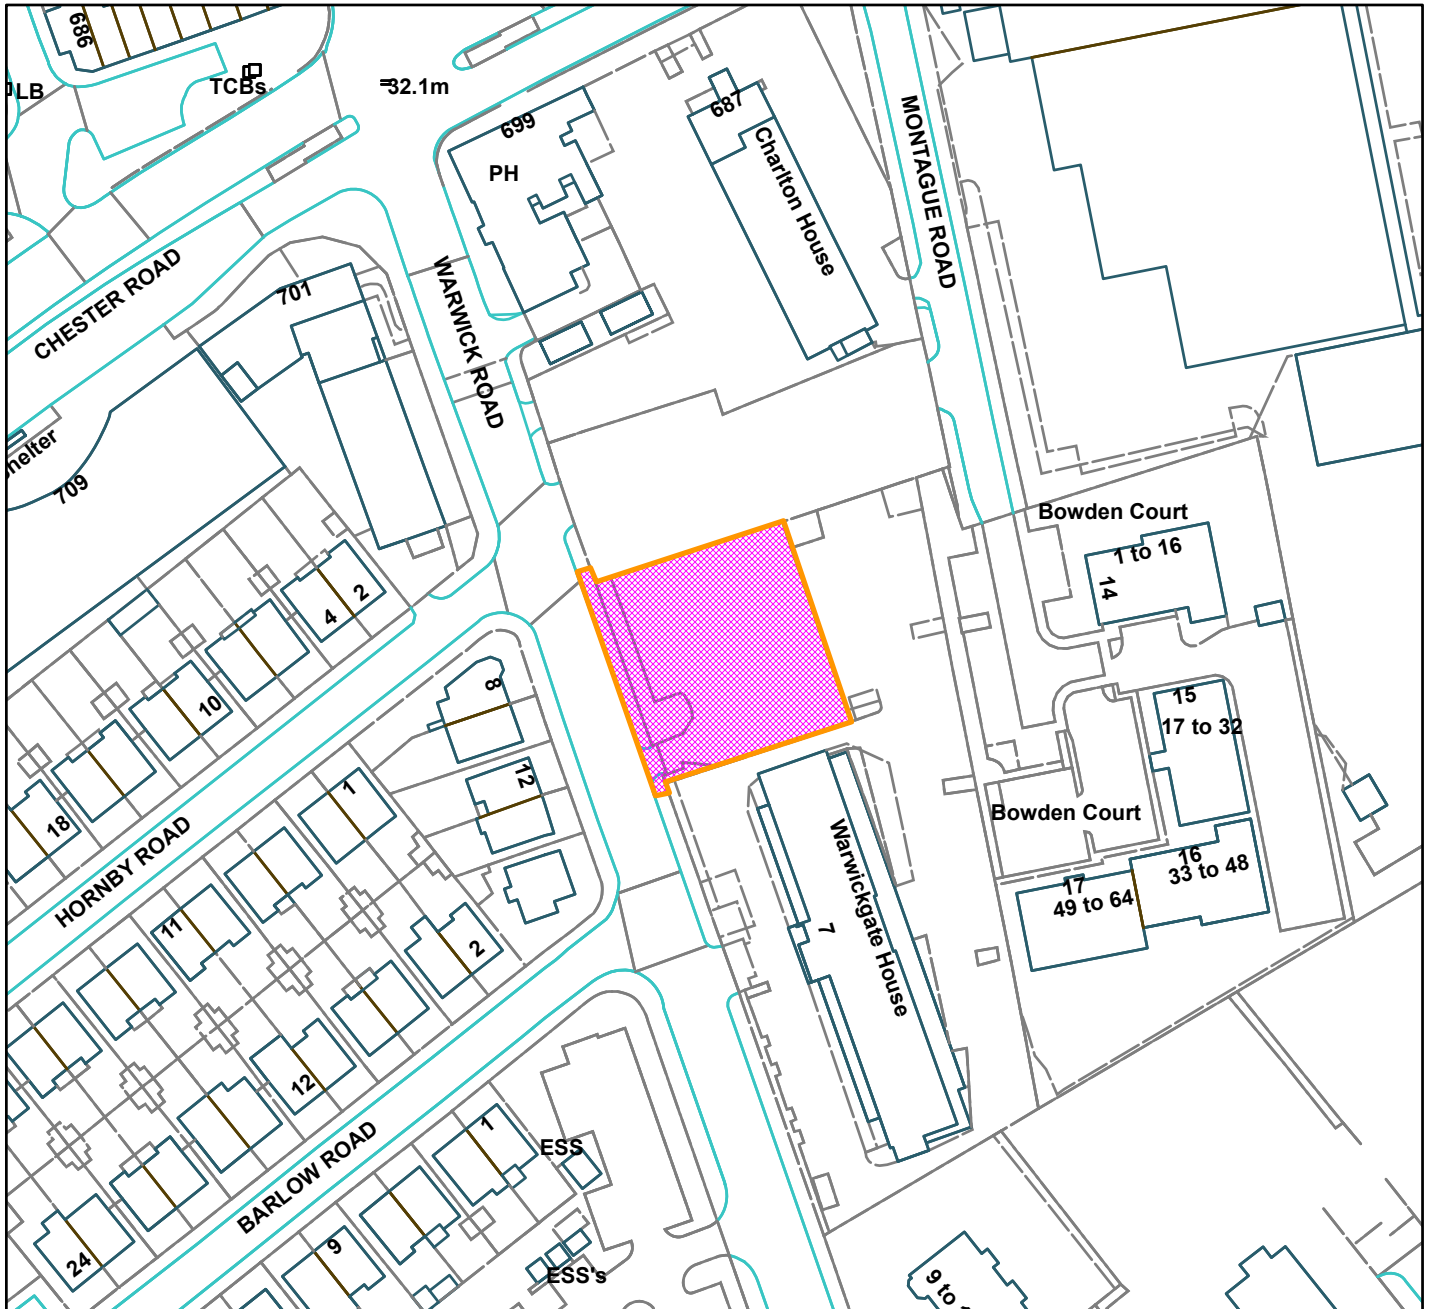 686
LB
TCBs
32.1m
699
PH
687
Charlton House
MONTAGUE ROAD
CHESTER ROAD
701
WARWICK ROAD
709
Bowden Court
1 to 16
14
2
4
10
8
12
15
17 to 32
1
18
HORNBY ROAD
Bowden Court
16
33 to 48
17
49 to 64
Warwickgate House
7
11
2
12
BARLOW ROAD
1
ESS
24
9
ESS's
9 to